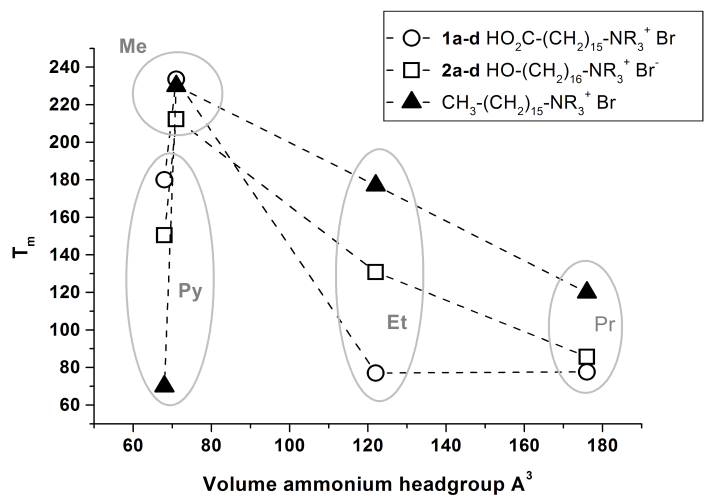 1a-d HO₂C-(CH₂)₁₅-NR₃⁺ Br
2a-d HO-(CH₂)₁₆-NR₃⁺ Br⁻
CH₃-(CH₂)₁₅-NR₃⁺ Br
Me
Py
Et
Pr
Tₘ
240
220
200
180
160
140
120
100
80
60
60 80 100 120 140 160 180
Volume ammonium headgroup A³